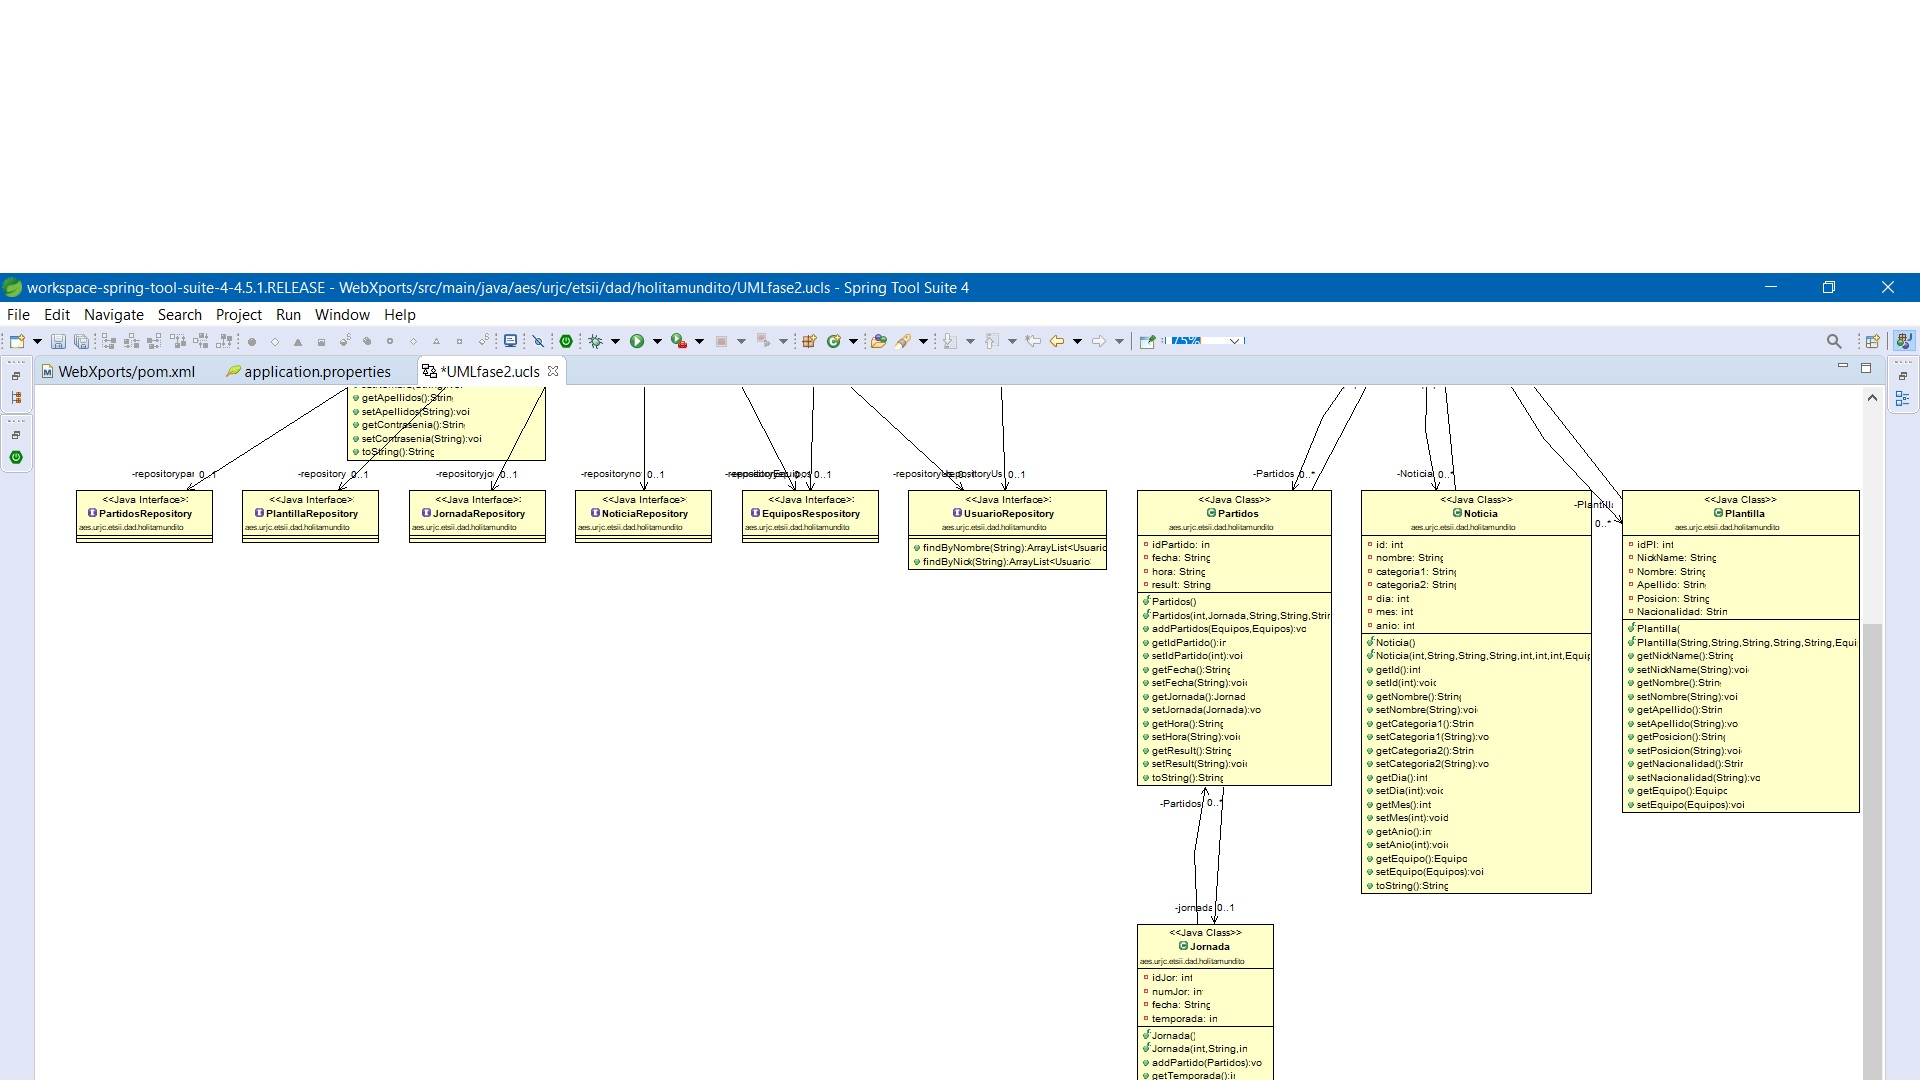 workspace-spring-tool-suite-4-4.5.1.RELEASE - WebXports/src/main/java/aes/urjc/etsii/dad/holitamundito/UMLfase2.ucls - Spring Tool Suite 4
File Edit Navigate Search Project Run Window Help
75%
WebXports/pom.xml
application.properties
*UMLfase2.ucls
getApellidos():Strin
setApellidos(String):voi
getContrasenia():Strin
setContrasenia(String):voi
toString():String
-repositorypar 0..1
-repository 0..1
-repositoryjo 0..1
-repositoryno 0..1
0..1
0..1
<<Java Interface>>
PartidosRepository
aes.urjc.etsii.dad.holitamundito
<<Java Interface>>
PlantillaRepository
aes.urjc.etsii.dad.holitamundito
<<Java Interface>>
JornadaRepository
aes.urjc.etsii.dad.holitamundito
<<Java Interface>>
NoticiaRepository
aes.urjc.etsii.dad.holitamundito
<<Java Interface>>
EquiposRespository
aes.urjc.etsii.dad.holitamundito
<<Java Interface>>
UsuarioRepository
aes.urjc.etsii.dad.holitamundito
findByNombre(String):ArrayList<Usuario
findByNick(String):ArrayList<Usuario
-Partidos 0..*
<<Java Class>>
Partidos
aes.urjc.etsii.dad.holitamundito
idPartido: in
fecha: String
hora: String
result: String
Partidos()
Partidos(int,Jornada,String,String,Strir
addPartidos(Equipos,Equipos):vo
getIdPartido():ir
setIdPartido(int):voi
getFecha():String
setFecha(String):voi
getJornada():Jornad
setJornada(Jornada):vo
getHora():String
setHora(String):voi
getResult():String
setResult(String):voi
toString():String
-Noticia 0..*
<<Java Class>>
Noticia
aes.urjc.etsii.dad.holitamundito
id: int
nombre: String
categoria1: String
categoria2: String
dia: int
mes: int
anio: int
Noticia()
Noticia(int,String,String,String,int,int,int,Equip
getId():int
setId(int):voic
getNombre():String
setNombre(String):voi
getCategoria1():Strin
setCategoria1(String):vo
getCategoria2():Strin
setCategoria2(String):vo
getDia():int
setDia(int):voic
getMes():int
setMes(int):void
getAnio():in
setAnio(int):voi
getEquipo():Equipo
setEquipo(Equipos):voi
toString():String
-Plantilla
0..*
<<Java Class>>
Plantilla
aes.urjc.etsii.dad.holitamundito
idPl: int
NickName: String
Nombre: String
Apellido: String
Posicion: String
Nacionalidad: Strin
Plantilla(
Plantilla(String,String,String,String,String,Equi
getNickName():String
setNickName(String):voi
getNombre():Strin
setNombre(String):voi
getApellido():Strin
setApellido(String):vo
getPosicion():Strin
setPosicion(String):voi
getNacionalidad():Strir
setNacionalidad(String):vo
getEquipo():Equipo
setEquipo(Equipos):voi
-Partidos 0..*
-jornada 0..1
<<Java Class>>
Jornada
aes.urjc.etsii.dad.holitamundito
idJor: int
numJor: in
fecha: String
temporada: in
Jornada()
Jornada(int,String,in
addPartido(Partidos):vo
getTemporada():i